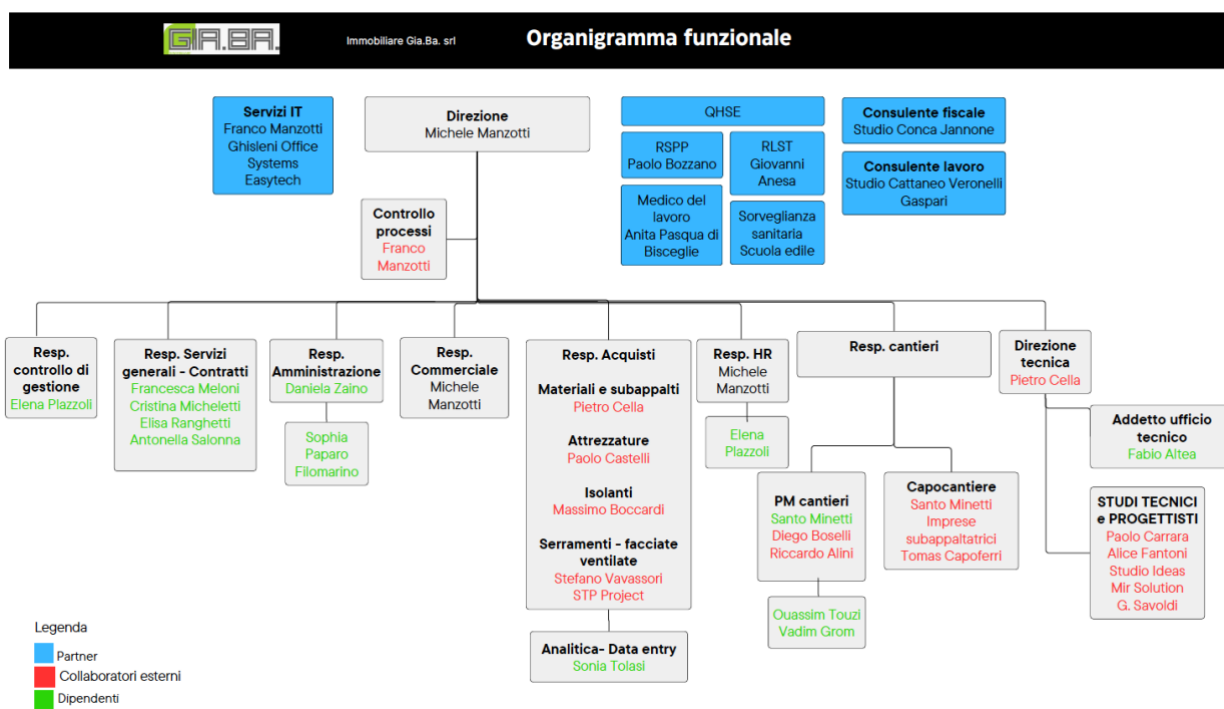 GIA.BA.
Immobiliare Gia.Ba. srl
Organigramma funzionale
Servizi IT
Franco Manzotti
Ghisleni Office
Systems
Easytech
Direzione
Michele Manzotti
QHSE
RSPP
Paolo Bozzano
RLST
Giovanni
Anesa
Medico del
lavoro
Anita Pasqua di
Bisceglie
Sorveglianza
sanitaria
Scuola edile
Consulente fiscale
Studio Conca Jannone
Consulente lavoro
Studio Cattaneo Veronelli
Gaspari
Controllo
processi
Franco
Manzotti
Resp.
controllo di
gestione
Elena Plazzoli
Resp. Servizi
generali - Contratti
Francesca Meloni
Cristina Micheletti
Elisa Ranghetti
Antonella Salonna
Resp.
Amministrazione
Daniela Zaino
Sophia
Paparo
Filomarino
Resp.
Commerciale
Michele
Manzotti
Resp. Acquisti
Materiali e subappalti
Pietro Cella
Attrezzature
Paolo Castelli
Isolanti
Massimo Boccardi
Serramenti - facciate
ventilate
Stefano Vavassori
STP Project
Analitica- Data entry
Sonia Tolasi
Resp. HR
Michele
Manzotti
Elena
Plazzoli
Resp. cantieri
PM cantieri
Santo Minetti
Diego Boselli
Riccardo Alini
Ouassim Touzi
Vadim Grom
Capocantiere
Santo Minetti
Imprese
subappaltatrici
Tomas Capoferri
Direzione
tecnica
Pietro Cella
Addetto ufficio
tecnico
Fabio Altea
STUDI TECNICI
e PROGETTISTI
Paolo Carrara
Alice Fantoni
Studio Ideas
Mir Solution
G. Savoldi
Legenda
Partner
Collaboratori esterni
Dipendenti